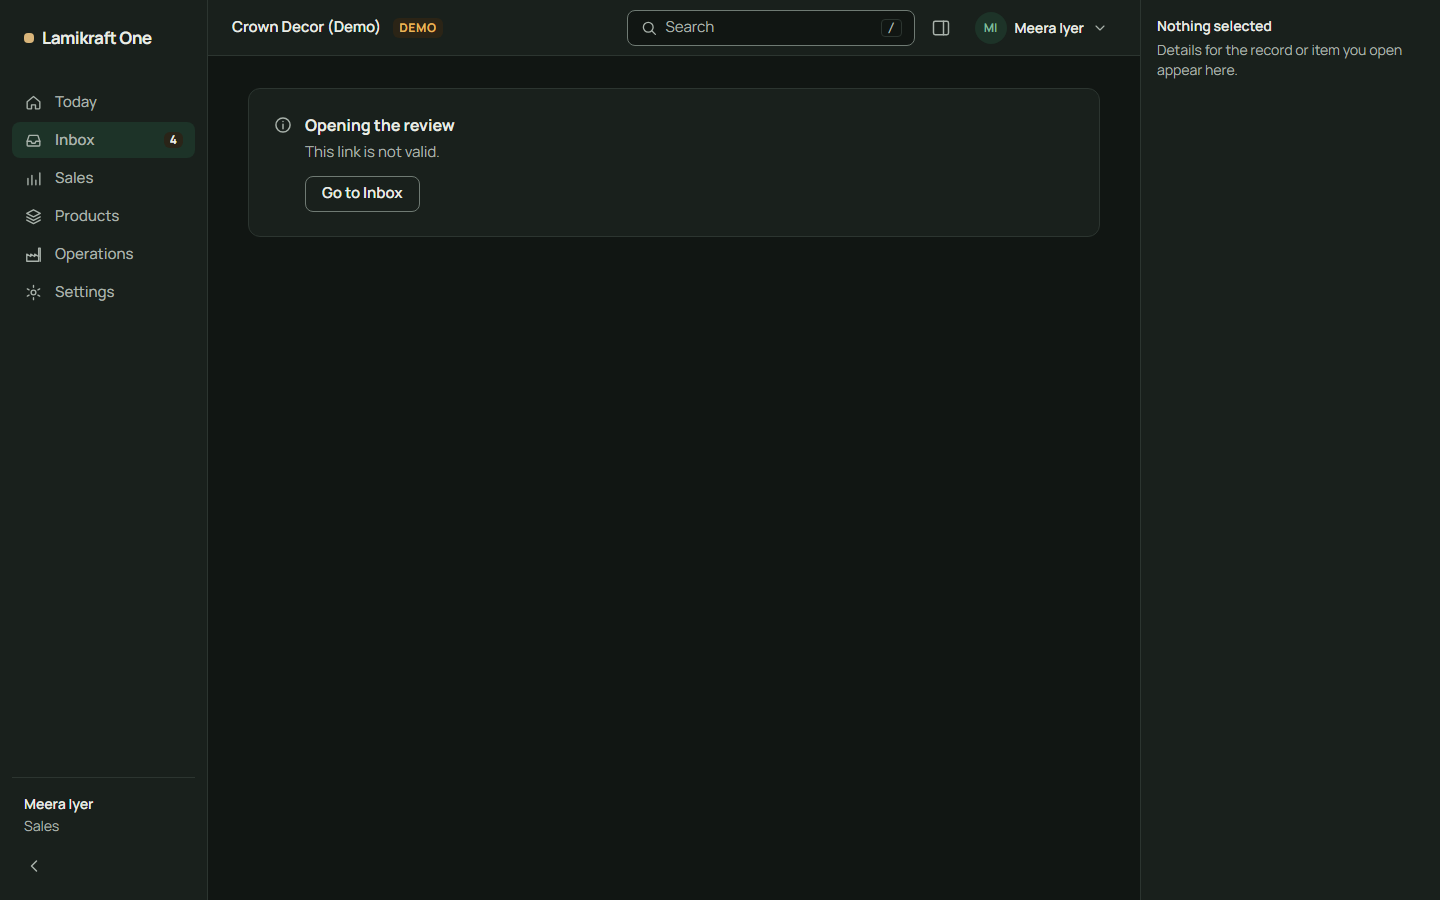 Lamikraft One
Today
Inbox 4
Sales
Products
Operations
Settings
Meera Iyer
Sales
Crown Decor (Demo) DEMO
Search /
MI Meera Iyer
Opening the review
This link is not valid.
Go to Inbox
Nothing selected
Details for the record or item you open
appear here.